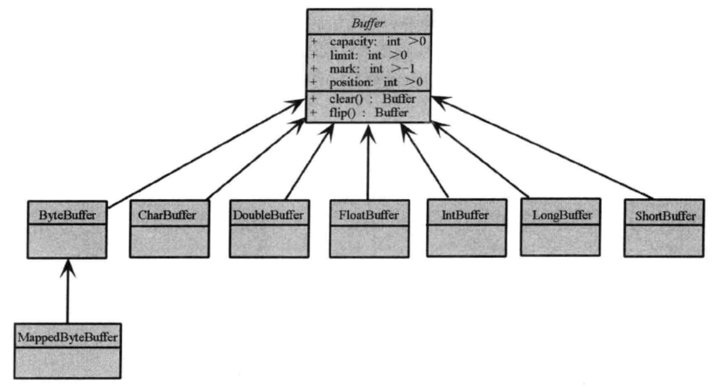 Buffer
+ capacity: int >0
+ limit: int >0
+ mark: int >-1
+ position: int >0
+ clear() : Buffer
+ flip() : Buffer
ByteBuffer
CharBuffer
DoubleBuffer
FloatBuffer
IntBuffer
LongBuffer
ShortBuffer
MappedByteBuffer